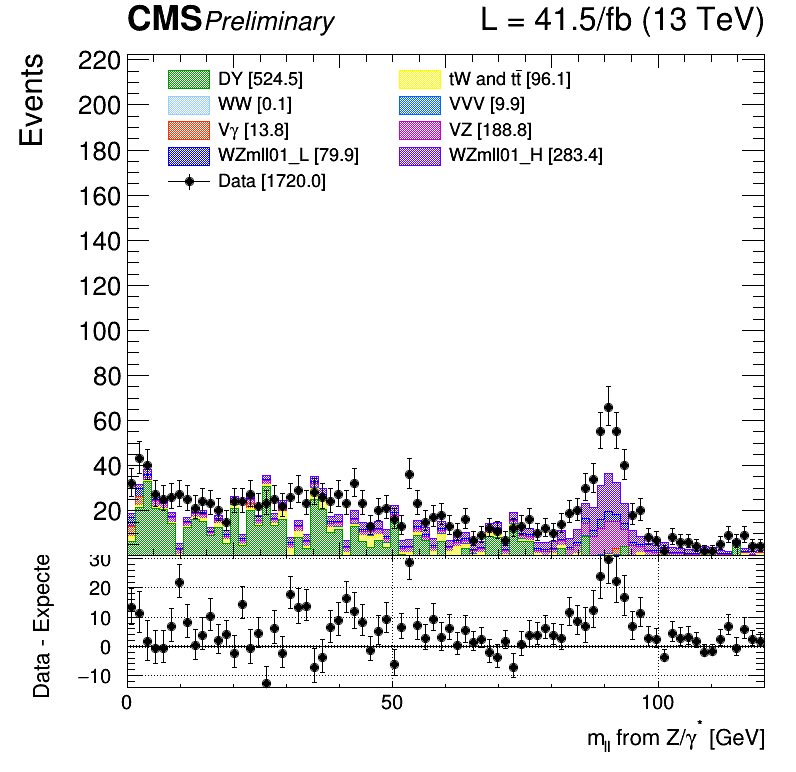 CMS Preliminary L = 41.5/fb (13 TeV)
Events
220
200
180
160
140
120
100
80
60
40
20
DY [524.5] tW and tt̄ [96.1]
WW [0.1] VVV [9.9]
Vγ [13.8] VZ [188.8]
WZmll01_L [79.9] WZmll01_H [283.4]
Data [1720.0]
Data - Expecte
30
20
10
0
−10
0 50 100
m_ll from Z/γ* [GeV]